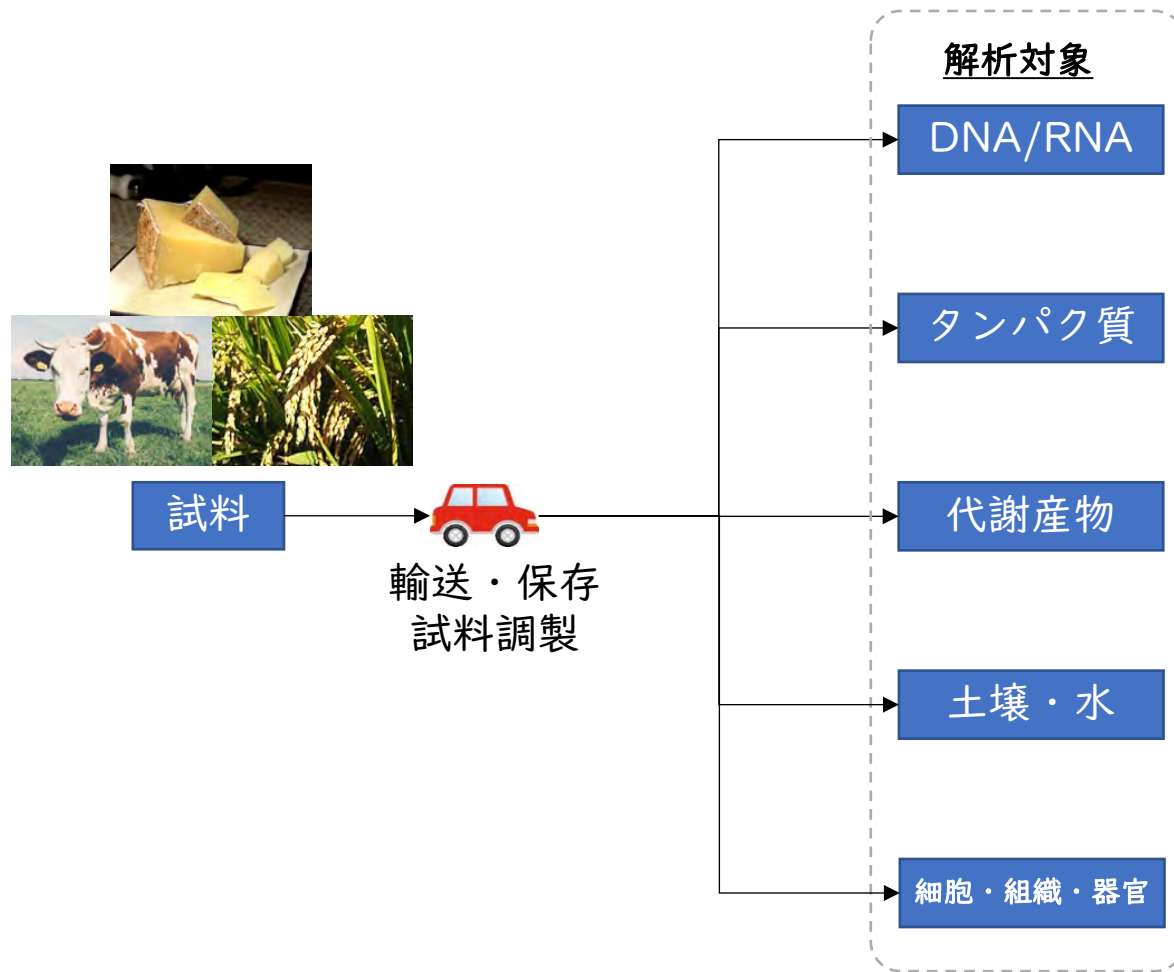 解析対象
DNA/RNA
タンパク質
試料
代謝産物
輸送・保存
試料調製
土壌・水
細胞・組織・器官